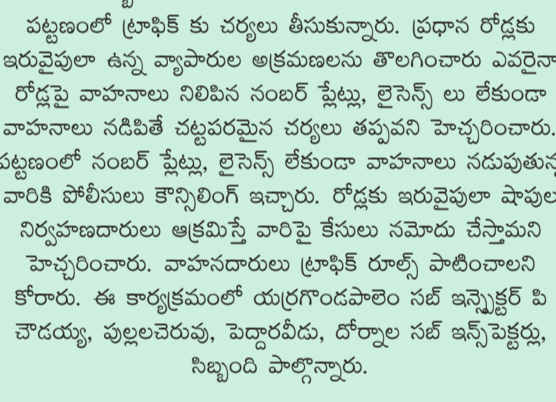 పట్టణంలో ట్రాఫిక్ కు చర్యలు తీసుకున్నారు. ప్రధాన రోడ్లకు
ఇరువైపులా ఉన్న వ్యాపారుల అక్రమణలను తొలగించారు ఎవరైనా
రోడ్లపై వాహనాలు నిలిపిన నంబర్ ప్లేట్లు, లైసెన్స్ లు లేకుండా
వాహనాలు నడిపితే చట్టపరమైన చర్యలు తప్పవని హెచ్చరించారు.
పట్టణంలో నంబర్ ప్లేట్లు, లైసెన్స్ లేకుండా వాహనాలు నడుపుతున్న
వారికి పోలీసులు కౌన్సిలింగ్ ఇచ్చారు. రోడ్లకు ఇరువైపులా షాపుల
నిర్వహణదారులు ఆక్రమిస్తే వారిపై కేసులు నమోదు చేస్తామని
హెచ్చరించారు. వాహనదారులు ట్రాఫిక్ రూల్స్ పాటించాలని
కోరారు. ఈ కార్యక్రమంలో యర్రగొండపాలెం సబ్ ఇన్స్పెక్టర్ పి
చౌడయ్య, పుల్లలచెరువు, పెద్దారవీడు, దోర్నాల సబ్ ఇన్‌స్‌పెక్టర్లు,
సిబ్బంది పాల్గొన్నారు.